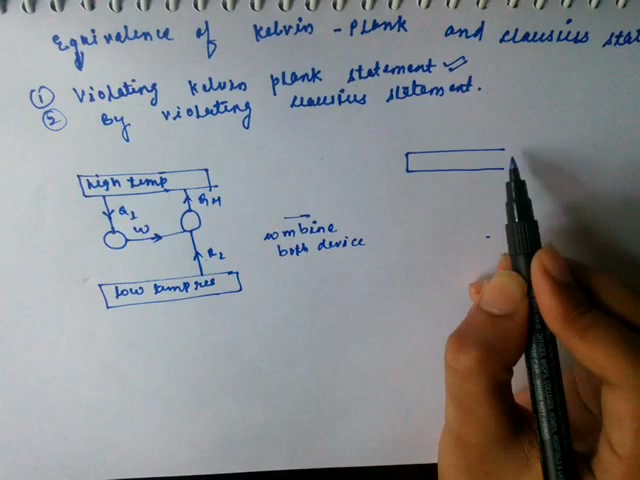 Equivalence of Kelvin - Plank and clausius stat
① Violating Kelvin plank statement
② By violating clausius statement.
high temp
Q1
QH
W
Q2
combine
both device
low temp res